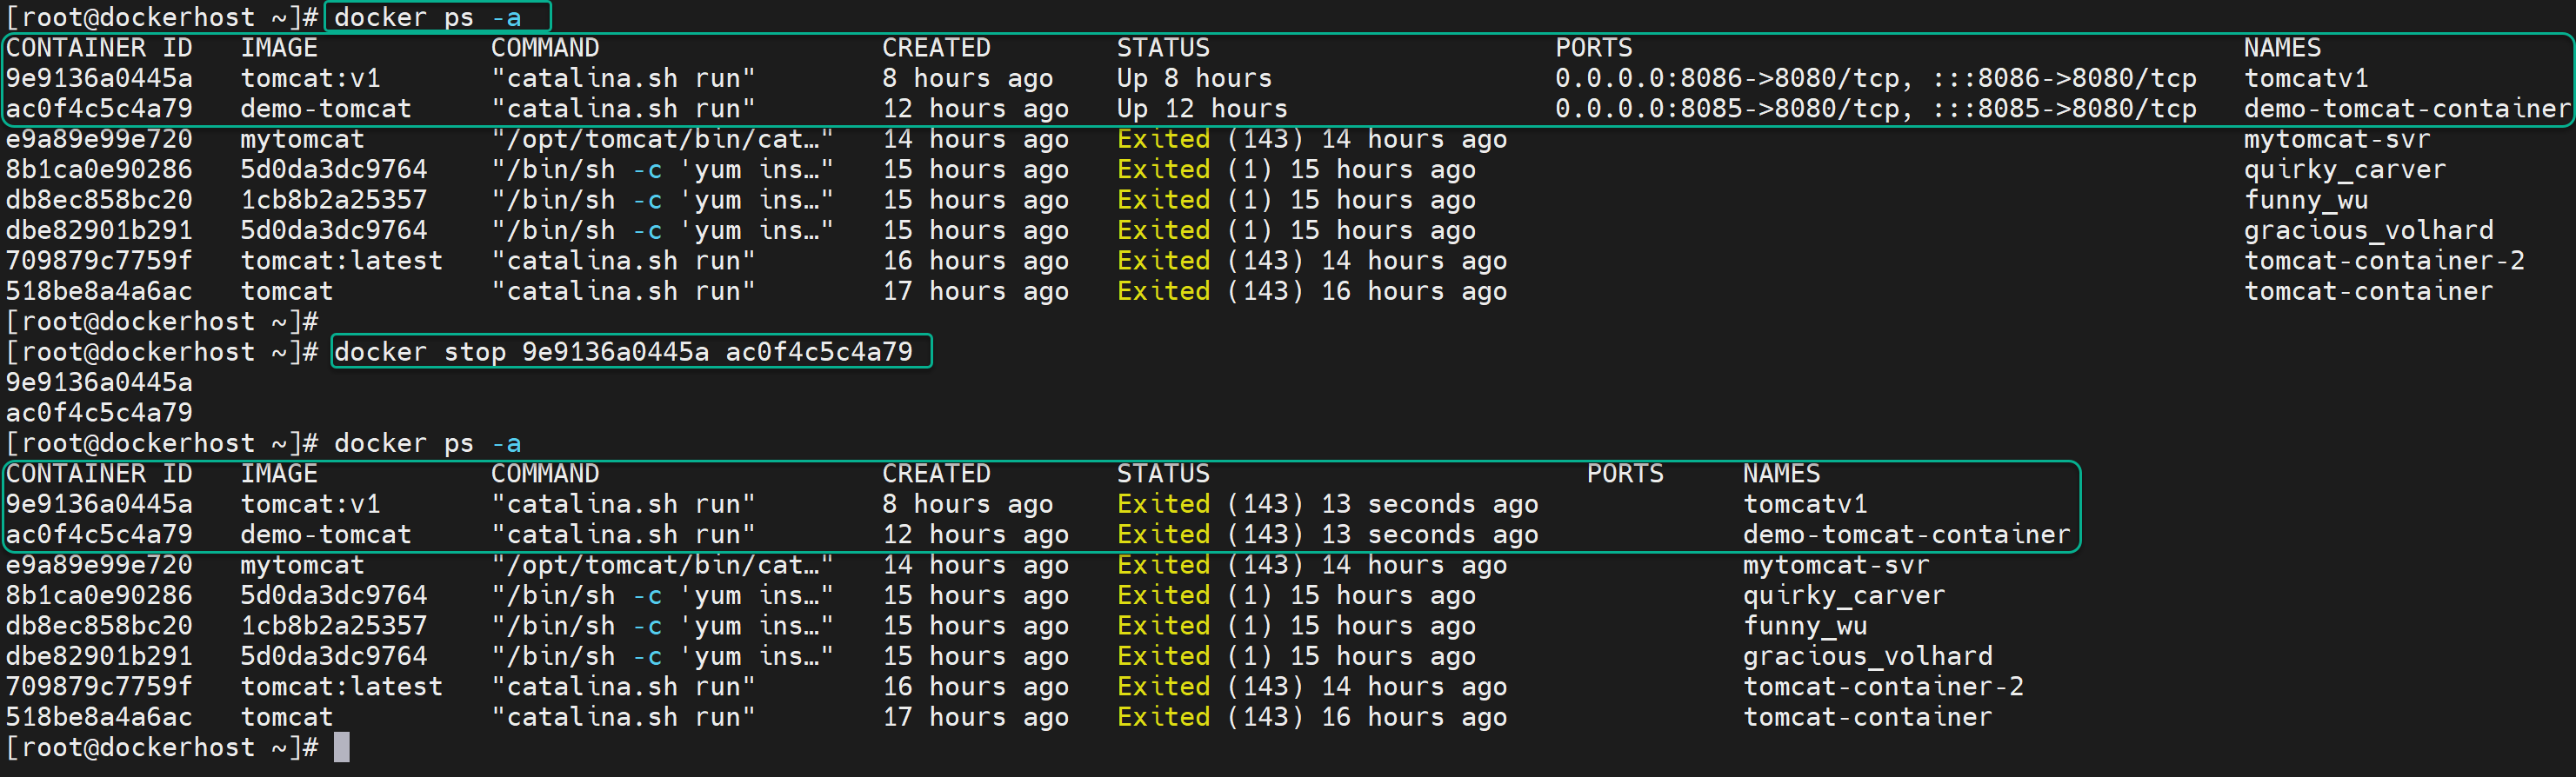 [root@dockerhost ~]# docker ps -a
CONTAINER ID   IMAGE           COMMAND                  CREATED        STATUS                      PORTS                                       NAMES
9e9136a0445a   tomcat:v1       "catalina.sh run"        8 hours ago    Up 8 hours                  0.0.0.0:8086->8080/tcp, :::8086->8080/tcp   tomcatv1
ac0f4c5c4a79   demo-tomcat     "catalina.sh run"        12 hours ago   Up 12 hours                 0.0.0.0:8085->8080/tcp, :::8085->8080/tcp   demo-tomcat-container
e9a89e99e720   mytomcat        "/opt/tomcat/bin/cat…"   14 hours ago   Exited (143) 14 hours ago                                               mytomcat-svr
8b1ca0e90286   5d0da3dc9764    "/bin/sh -c 'yum ins…"   15 hours ago   Exited (1) 15 hours ago                                                 quirky_carver
db8ec858bc20   1cb8b2a25357    "/bin/sh -c 'yum ins…"   15 hours ago   Exited (1) 15 hours ago                                                 funny_wu
dbe82901b291   5d0da3dc9764    "/bin/sh -c 'yum ins…"   15 hours ago   Exited (1) 15 hours ago                                                 gracious_volhard
709879c7759f   tomcat:latest   "catalina.sh run"        16 hours ago   Exited (143) 14 hours ago                                               tomcat-container-2
518be8a4a6ac   tomcat          "catalina.sh run"        17 hours ago   Exited (143) 16 hours ago                                               tomcat-container
[root@dockerhost ~]#
[root@dockerhost ~]# docker stop 9e9136a0445a ac0f4c5c4a79
9e9136a0445a
ac0f4c5c4a79
[root@dockerhost ~]# docker ps -a
CONTAINER ID   IMAGE           COMMAND                  CREATED        STATUS                        PORTS     NAMES
9e9136a0445a   tomcat:v1       "catalina.sh run"        8 hours ago    Exited (143) 13 seconds ago             tomcatv1
ac0f4c5c4a79   demo-tomcat     "catalina.sh run"        12 hours ago   Exited (143) 13 seconds ago             demo-tomcat-container
e9a89e99e720   mytomcat        "/opt/tomcat/bin/cat…"   14 hours ago   Exited (143) 14 hours ago               mytomcat-svr
8b1ca0e90286   5d0da3dc9764    "/bin/sh -c 'yum ins…"   15 hours ago   Exited (1) 15 hours ago                 quirky_carver
db8ec858bc20   1cb8b2a25357    "/bin/sh -c 'yum ins…"   15 hours ago   Exited (1) 15 hours ago                 funny_wu
dbe82901b291   5d0da3dc9764    "/bin/sh -c 'yum ins…"   15 hours ago   Exited (1) 15 hours ago                 gracious_volhard
709879c7759f   tomcat:latest   "catalina.sh run"        16 hours ago   Exited (143) 14 hours ago               tomcat-container-2
518be8a4a6ac   tomcat          "catalina.sh run"        17 hours ago   Exited (143) 16 hours ago               tomcat-container
[root@dockerhost ~]#